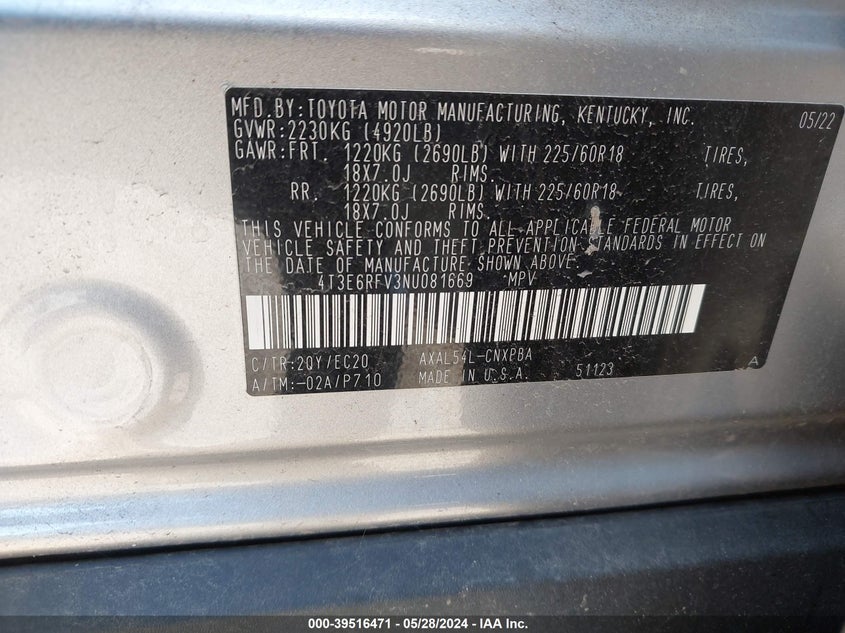 MFD.BY:TOYOTA MOTOR MANUFACTURING, KENTUCKY, INC. 05/22
GVWR:2230KG (4920LB)
GAWR:FRT. 1220KG (2690LB) WITH 225/60R18 TIRES,
18X7.0J RIMS.
RR. 1220KG (2690LB) WITH 225/60R18 TIRES,
18X7.0J RIMS.
THIS VEHICLE CONFORMS TO ALL APPLICABLE FEDERAL MOTOR
VEHICLE SAFETY AND THEFT PREVENTION STANDARDS IN EFFECT ON
THE DATE OF MANUFACTURE SHOWN ABOVE.
4T3E6RFV3NU081669 MPV
C/TR:2QY/EC20 AXAL54L-CNXPBA A
A/TM:-02A/P710 MADE IN U.S.A. 51123
000-39516471 - 05/28/2024 - IAA Inc.